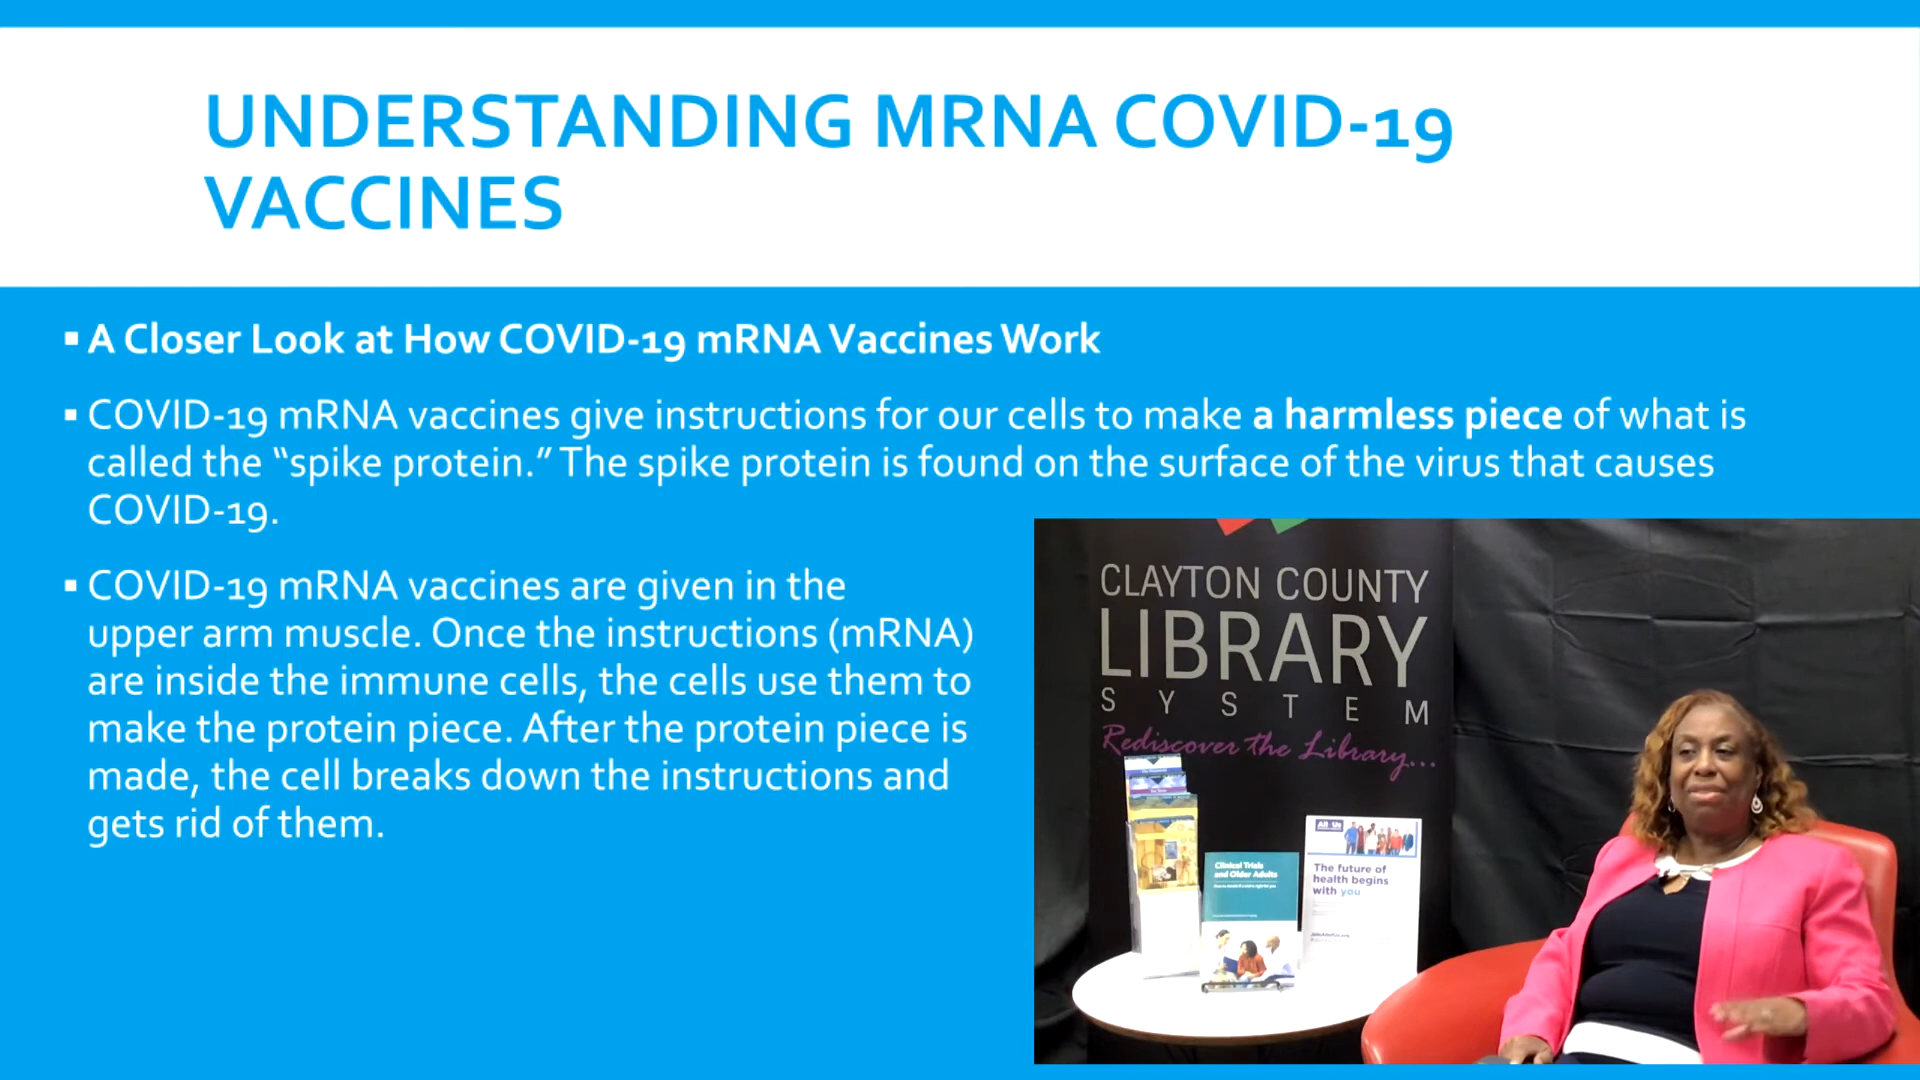 UNDERSTANDING MRNA COVID-19
VACCINES
▪ A Closer Look at How COVID-19 mRNA Vaccines Work
▪ COVID-19 mRNA vaccines give instructions for our cells to make a harmless piece of what is
called the “spike protein.” The spike protein is found on the surface of the virus that causes
COVID-19.
▪ COVID-19 mRNA vaccines are given in the
upper arm muscle. Once the instructions (mRNA)
are inside the immune cells, the cells use them to
make the protein piece. After the protein piece is
made, the cell breaks down the instructions and
gets rid of them.
CLAYTON COUNTY
LIBRARY
SYSTEM
Rediscover the Library...
Clinical Trials
and Older Adults
All Us
The future of
health begins
with you